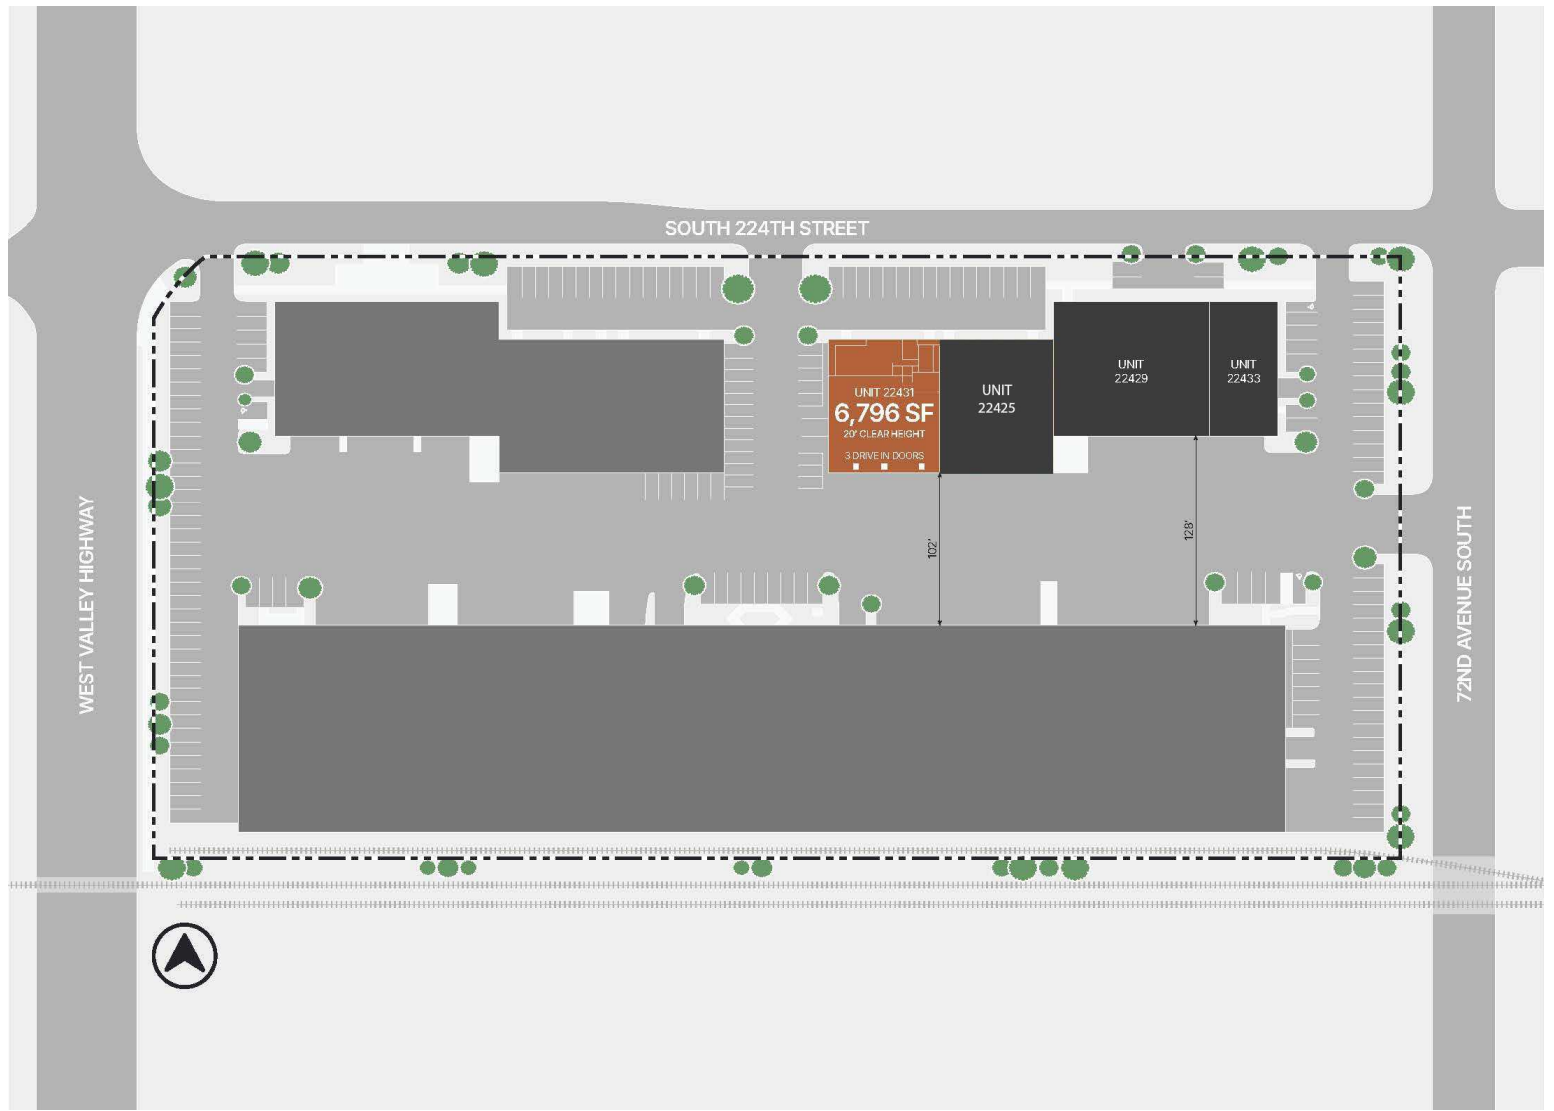 SOUTH 224TH STREET
UNIT 22431
6,796 SF
20' CLEAR HEIGHT
3 DRIVE IN DOORS
UNIT
22425
UNIT
22429
UNIT
22433
102'
128'
WEST VALLEY HIGHWAY
72ND AVENUE SOUTH